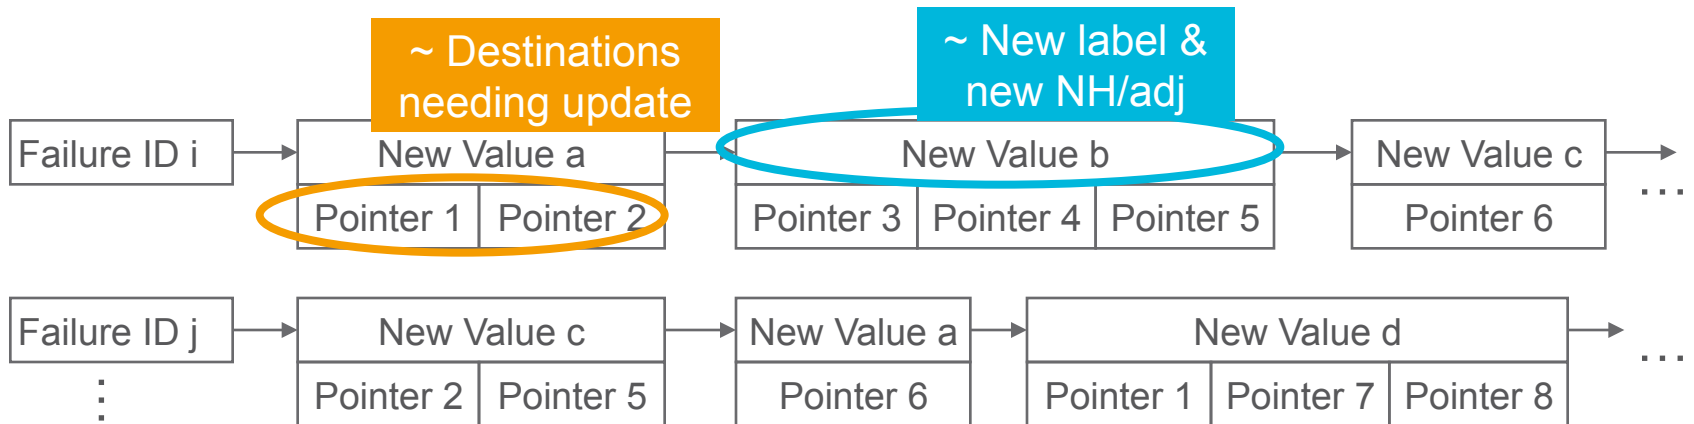 ~ Destinations
needing update
~ New label &
new NH/adj
Failure ID i
New Value a
New Value b
New Value c
...
Pointer 1
Pointer 2
Pointer 3
Pointer 4
Pointer 5
Pointer 6
Failure ID j
New Value c
New Value a
New Value d
...
Pointer 2
Pointer 5
Pointer 6
Pointer 1
Pointer 7
Pointer 8